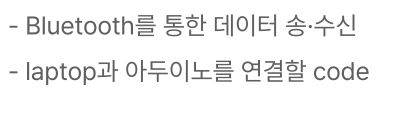 - Bluetooth를 통한 데이터 송·수신
- laptop과 아두이노를 연결할 code